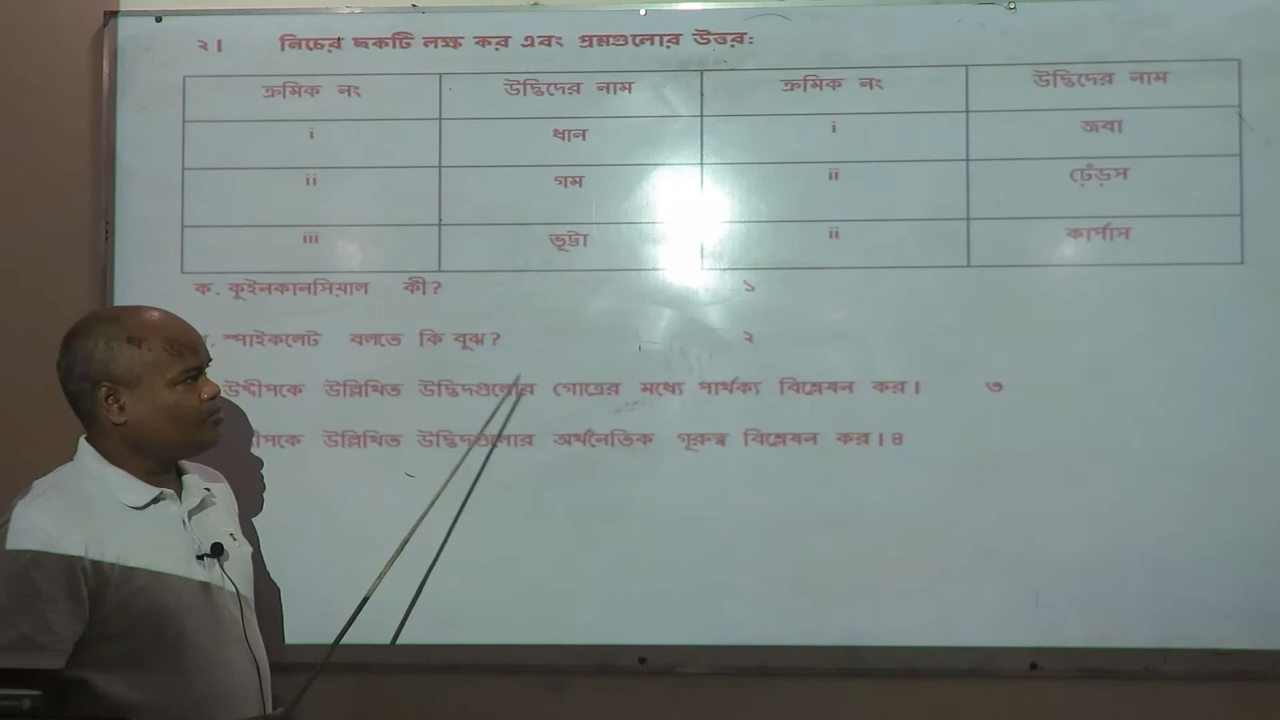 ২। নিচের ছকটি লক্ষ কর এবং প্রশ্নগুলোর উত্তর:
ক্রমিক নং উদ্ভিদের নাম ক্রমিক নং উদ্ভিদের নাম
i ধান i জবা
ii গম ii ঢেঁড়স
iii ভূট্টা ii কার্পাস
ক. কুইনকানসিয়াল কী? ১
. স্পাইকলেট বলতে কি বুঝ? ২
উদ্দীপকে উল্লিখিত উদ্ভিদগুলোর গোত্রের মধ্যে পার্থক্য বিশ্লেষন কর। ৩
উল্লিখিত উদ্ভিদগুলোর অর্থনৈতিক গূরুত্ব বিশ্লেষন কর। ৪